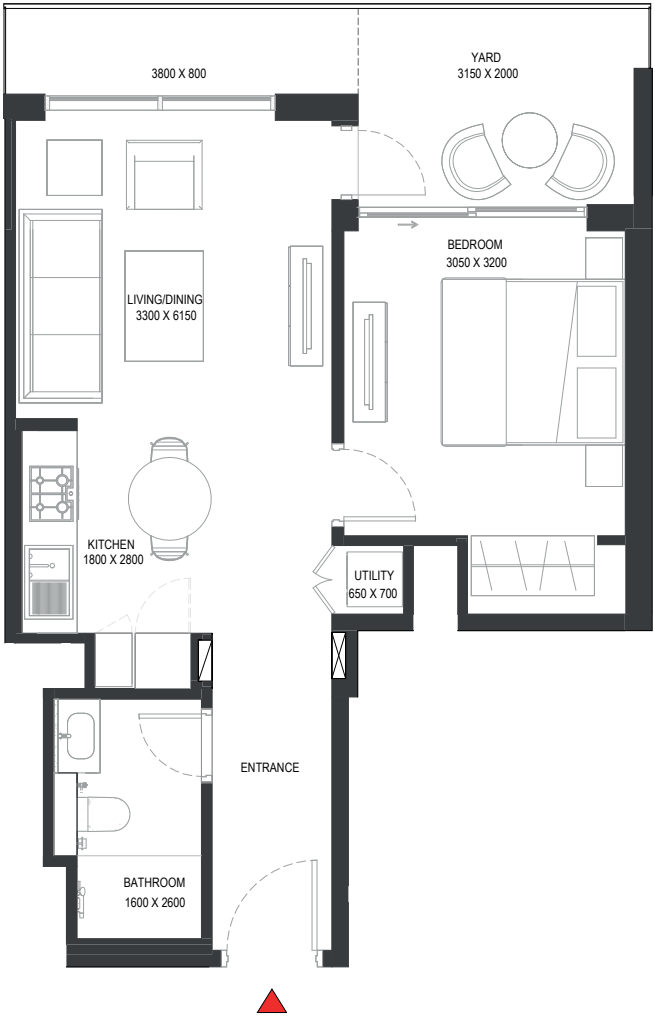 YARD
3150 X 2000
3800 X 800
BEDROOM
3050 X 3200
LIVING/DINING
3300 X 6150
KITCHEN
1800 X 2800
UTILITY
650 X 700
ENTRANCE
BATHROOM
1600 X 2600